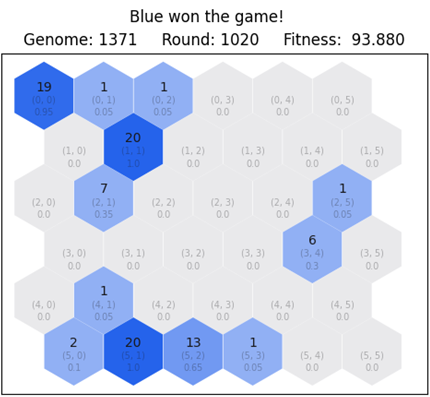 Blue won the game!
Genome: 1371 Round: 1020 Fitness: 93.880
19 1 1
(0, 0) (0, 1) (0, 2) (0, 3) (0, 4) (0, 5)
0.95 0.05 0.05 0.0 0.0 0.0
20
(1, 0) (1, 1) (1, 2) (1, 3) (1, 4) (1, 5)
0.0 1.0 0.0 0.0 0.0 0.0
7 1
(2, 0) (2, 1) (2, 2) (2, 3) (2, 4) (2, 5)
0.0 0.35 0.0 0.0 0.0 0.05
6
(3, 0) (3, 1) (3, 2) (3, 3) (3, 4) (3, 5)
0.0 0.0 0.0 0.0 0.3 0.0
1
(4, 0) (4, 1) (4, 2) (4, 3) (4, 4) (4, 5)
0.0 0.05 0.0 0.0 0.0 0.0
2 20 13 1
(5, 0) (5, 1) (5, 2) (5, 3) (5, 4) (5, 5)
0.1 1.0 0.65 0.05 0.0 0.0